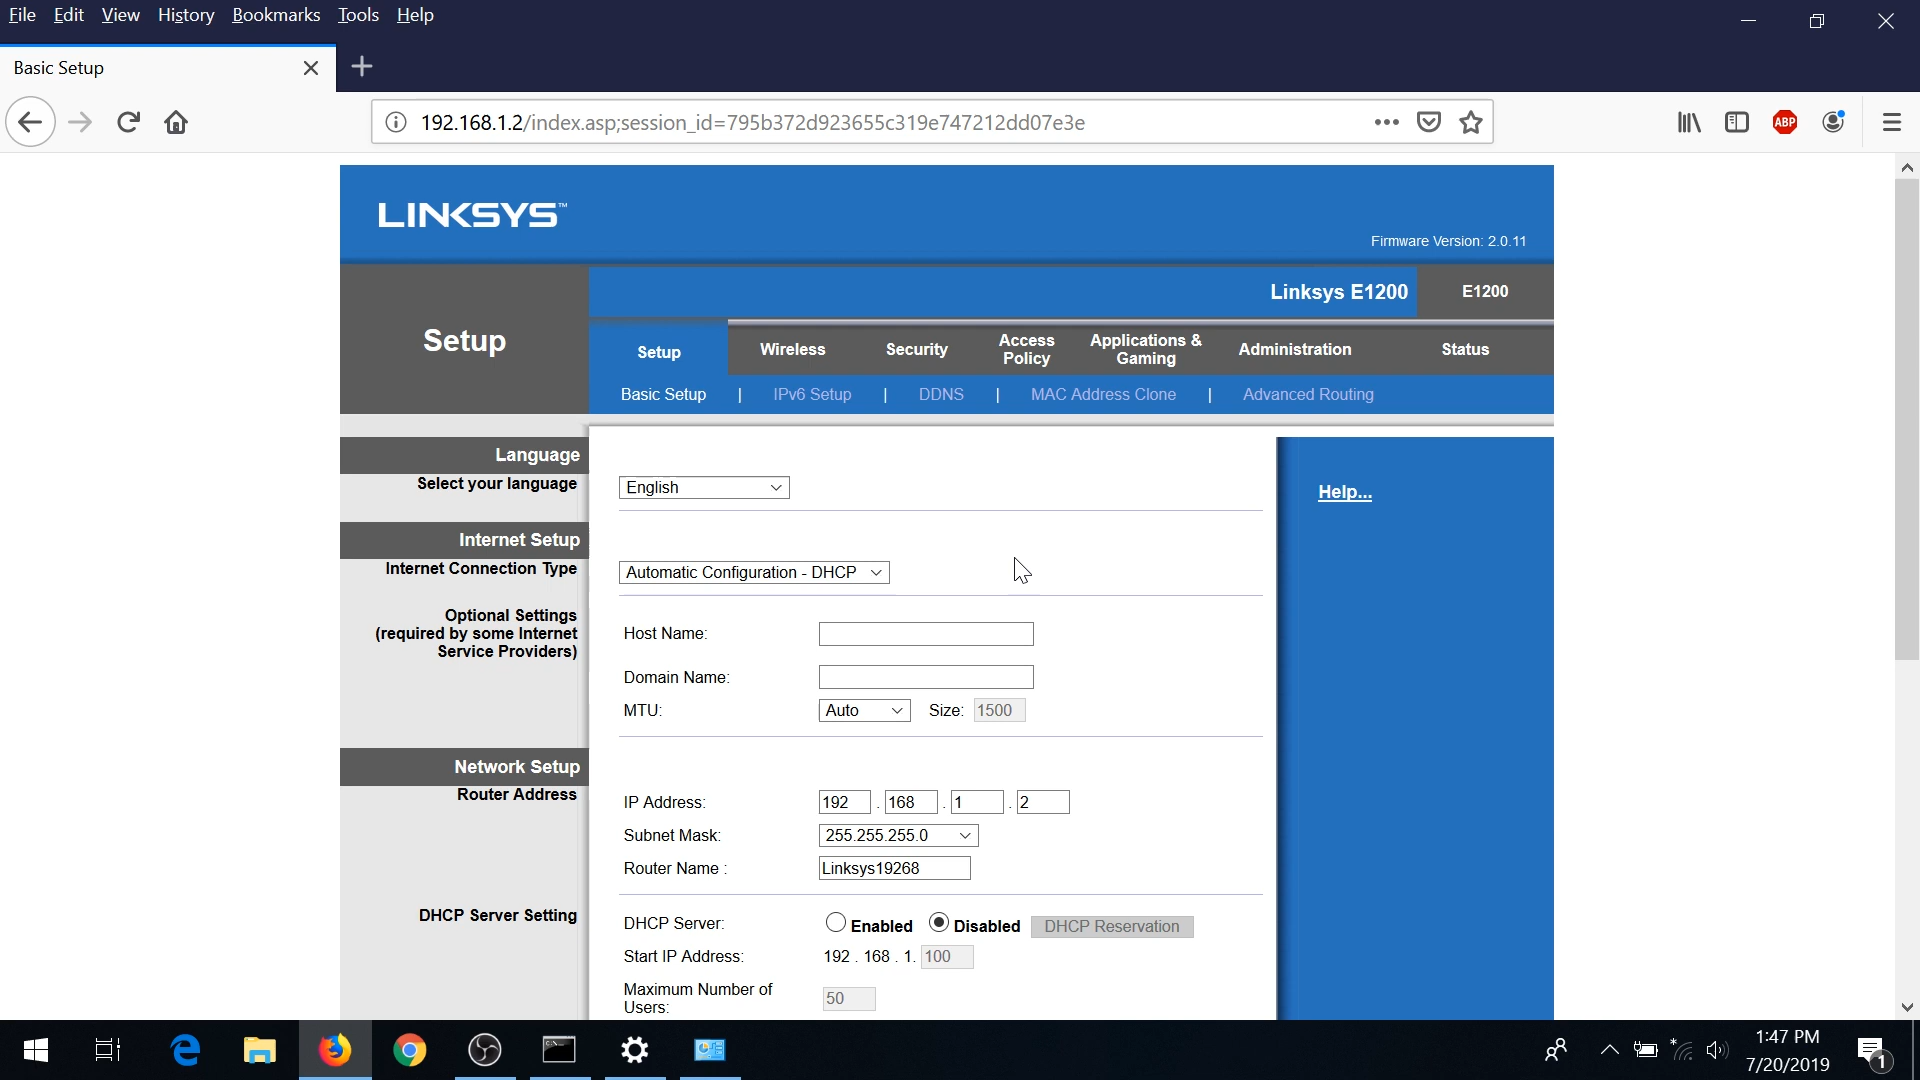 File Edit View History Bookmarks Tools Help
Basic Setup
192.168.1.2/index.asp;session_id=795b372d923655c319e747212dd07e3e
ABP
LINKSYS™
Firmware Version: 2.0.11
Linksys E1200 E1200
Setup
Setup Wireless Security Access Policy Applications & Gaming Administration Status
Basic Setup | IPv6 Setup | DDNS | MAC Address Clone | Advanced Routing
Language
Select your language English
Help...
Internet Setup
Internet Connection Type Automatic Configuration - DHCP
Optional Settings
(required by some Internet
Service Providers)
Host Name:
Domain Name:
MTU: Auto Size: 1500
Network Setup
Router Address
IP Address: 192 . 168 . 1 . 2
Subnet Mask: 255.255.255.0
Router Name : Linksys19268
DHCP Server Setting
DHCP Server: Enabled Disabled DHCP Reservation
Start IP Address: 192 . 168 . 1. 100
Maximum Number of
Users: 50
1:47 PM
7/20/2019
1